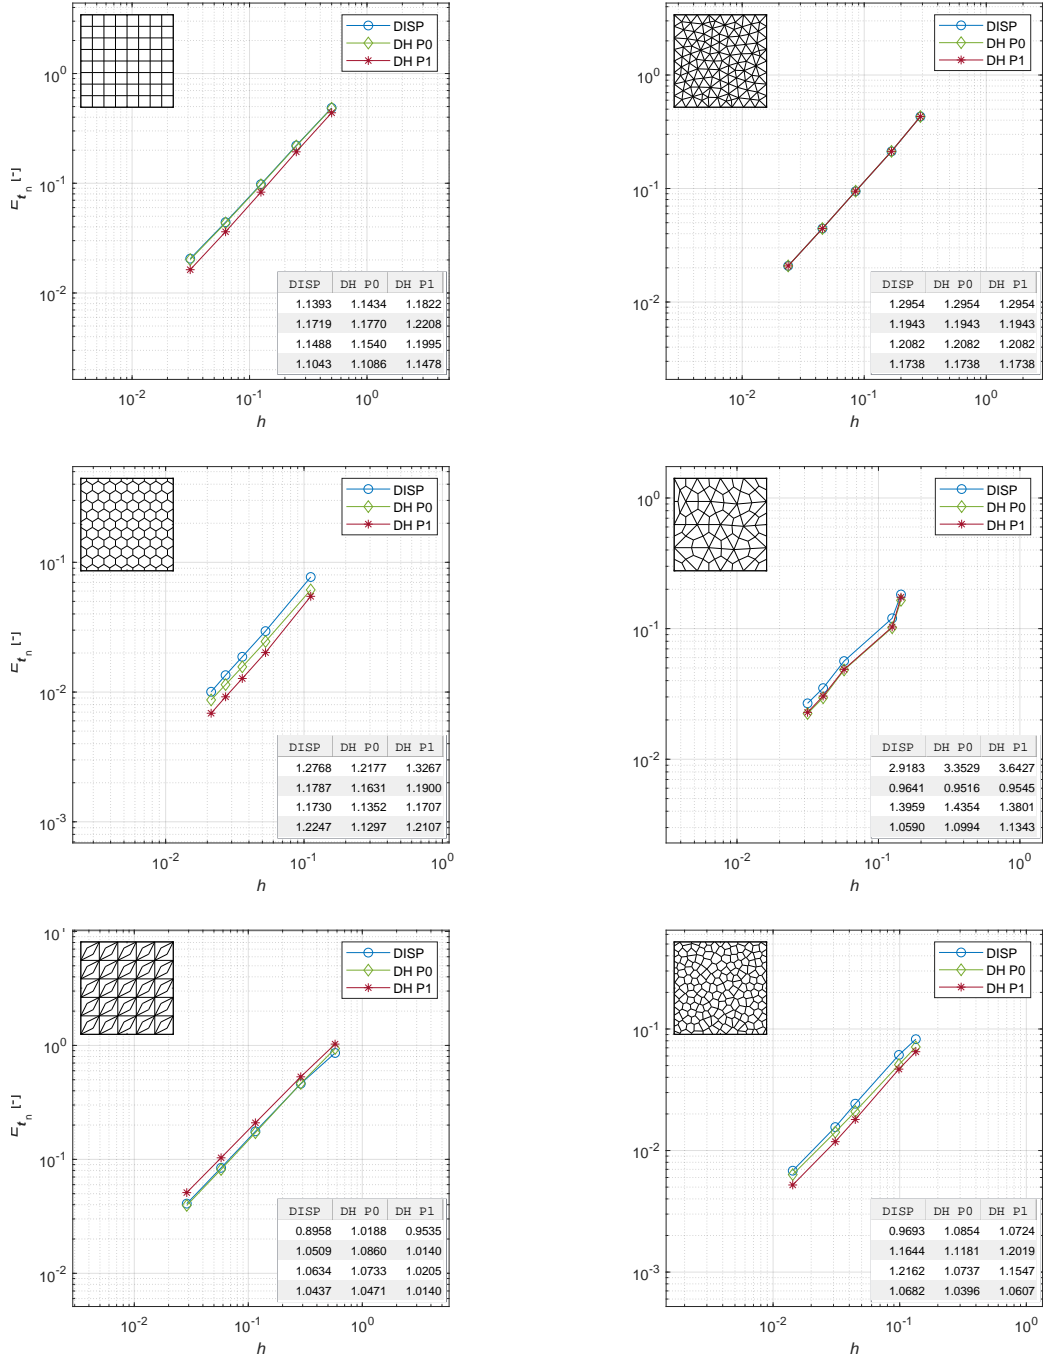 DISP
DH P0
DH P1
10^0
10^-1
10^-2
E_t_n [-]
DISP DH P0 DH P1
1.1393 1.1434 1.1822
1.1719 1.1770 1.2208
1.1488 1.1540 1.1995
1.1043 1.1086 1.1478
10^-2 10^-1 10^0
h
DISP
DH P0
DH P1
10^0
10^-1
10^-2
DISP DH P0 DH P1
1.2954 1.2954 1.2954
1.1943 1.1943 1.1943
1.2082 1.2082 1.2082
1.1738 1.1738 1.1738
10^-2 10^-1 10^0
h
DISP
DH P0
DH P1
10^-1
10^-2
10^-3
E_t_n [-]
DISP DH P0 DH P1
1.2768 1.2177 1.3267
1.1787 1.1631 1.1900
1.1730 1.1352 1.1707
1.2247 1.1297 1.2107
10^-2 10^-1 10^0
h
DISP
DH P0
DH P1
10^0
10^-1
10^-2
DISP DH P0 DH P1
2.9183 3.3529 3.6427
0.9641 0.9516 0.9545
1.3959 1.4354 1.3801
1.0590 1.0994 1.1343
10^-2 10^-1 10^0
h
DISP
DH P0
DH P1
10^1
10^0
10^-1
10^-2
E_t_n [-]
DISP DH P0 DH P1
0.8958 1.0188 0.9535
1.0509 1.0860 1.0140
1.0634 1.0733 1.0205
1.0437 1.0471 1.0140
10^-2 10^-1 10^0
h
DISP
DH P0
DH P1
10^-1
10^-2
10^-3
DISP DH P0 DH P1
0.9693 1.0854 1.0724
1.1644 1.1181 1.2019
1.2162 1.0737 1.1547
1.0682 1.0396 1.0607
10^-2 10^-1 10^0
h